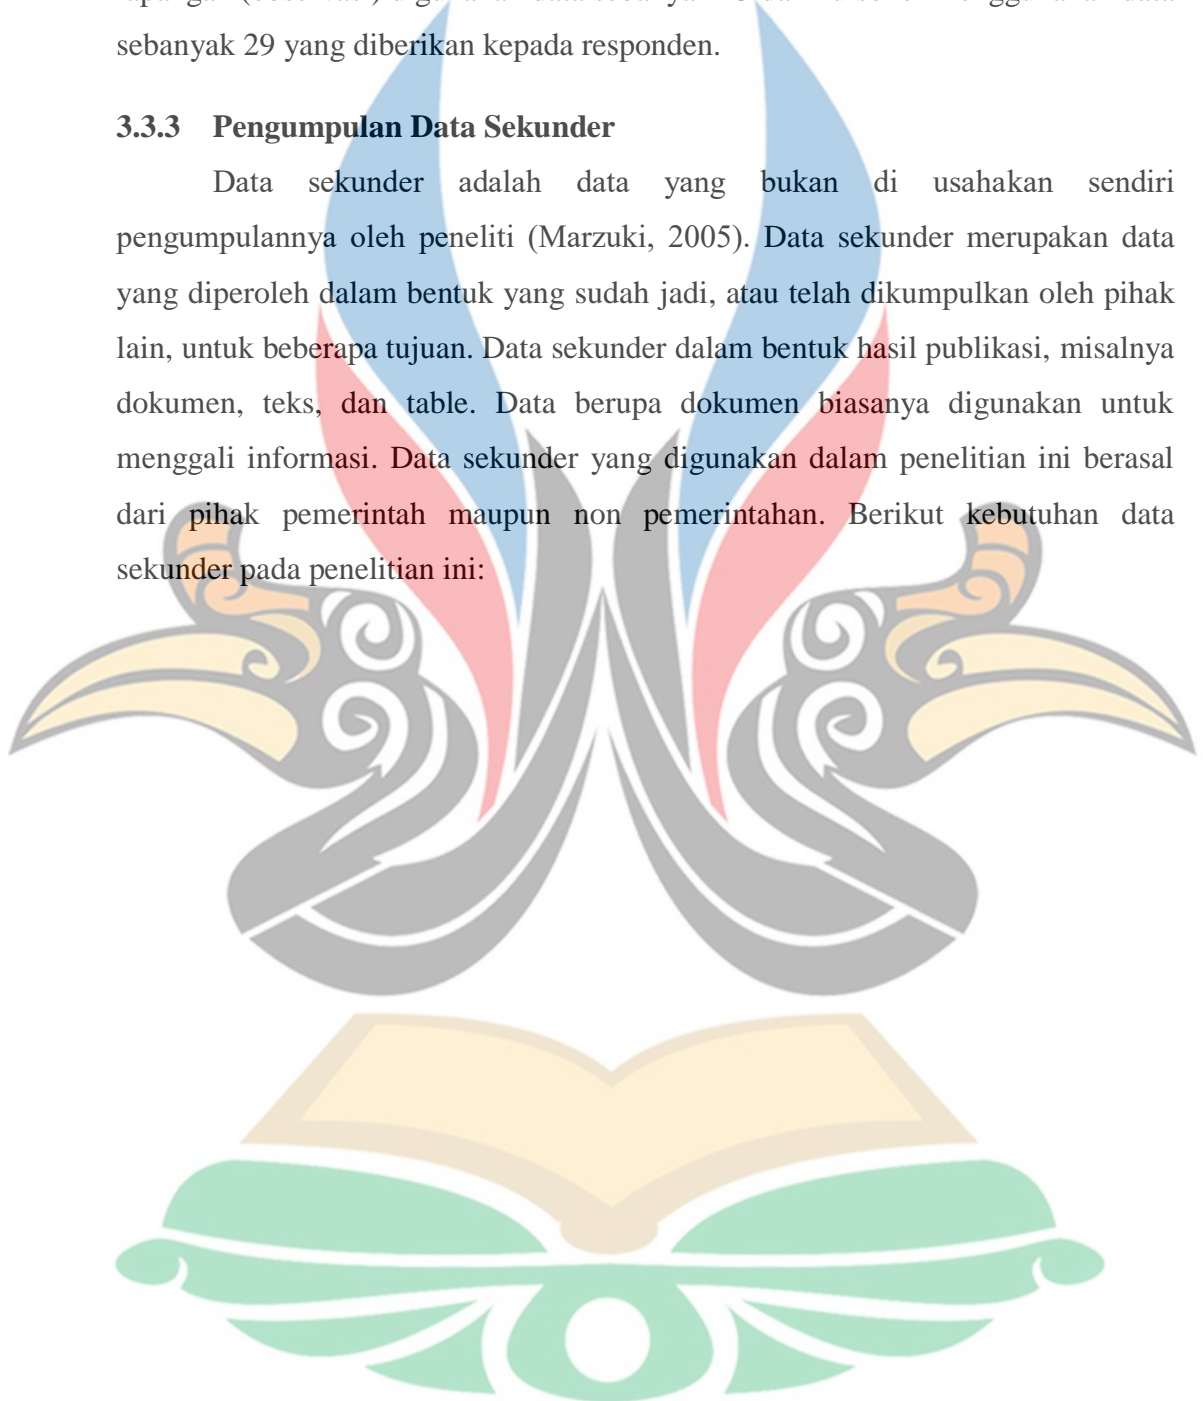 sebanyak 29 yang diberikan kepada responden.
3.3.3 Pengumpulan Data Sekunder
Data sekunder adalah data yang bukan di usahakan sendiri
pengumpulannya oleh peneliti (Marzuki, 2005). Data sekunder merupakan data
yang diperoleh dalam bentuk yang sudah jadi, atau telah dikumpulkan oleh pihak
lain, untuk beberapa tujuan. Data sekunder dalam bentuk hasil publikasi, misalnya
dokumen, teks, dan table. Data berupa dokumen biasanya digunakan untuk
menggali informasi. Data sekunder yang digunakan dalam penelitian ini berasal
dari pihak pemerintah maupun non pemerintahan. Berikut kebutuhan data
sekunder pada penelitian ini: